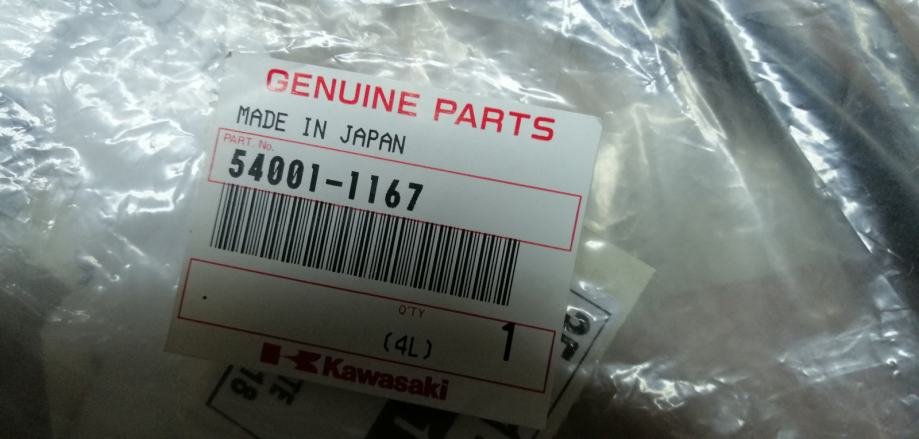 GENUINE PARTS
MADE IN JAPAN
PART. No.
54001-1167
Q'TY
(4L) 1
Kawasaki